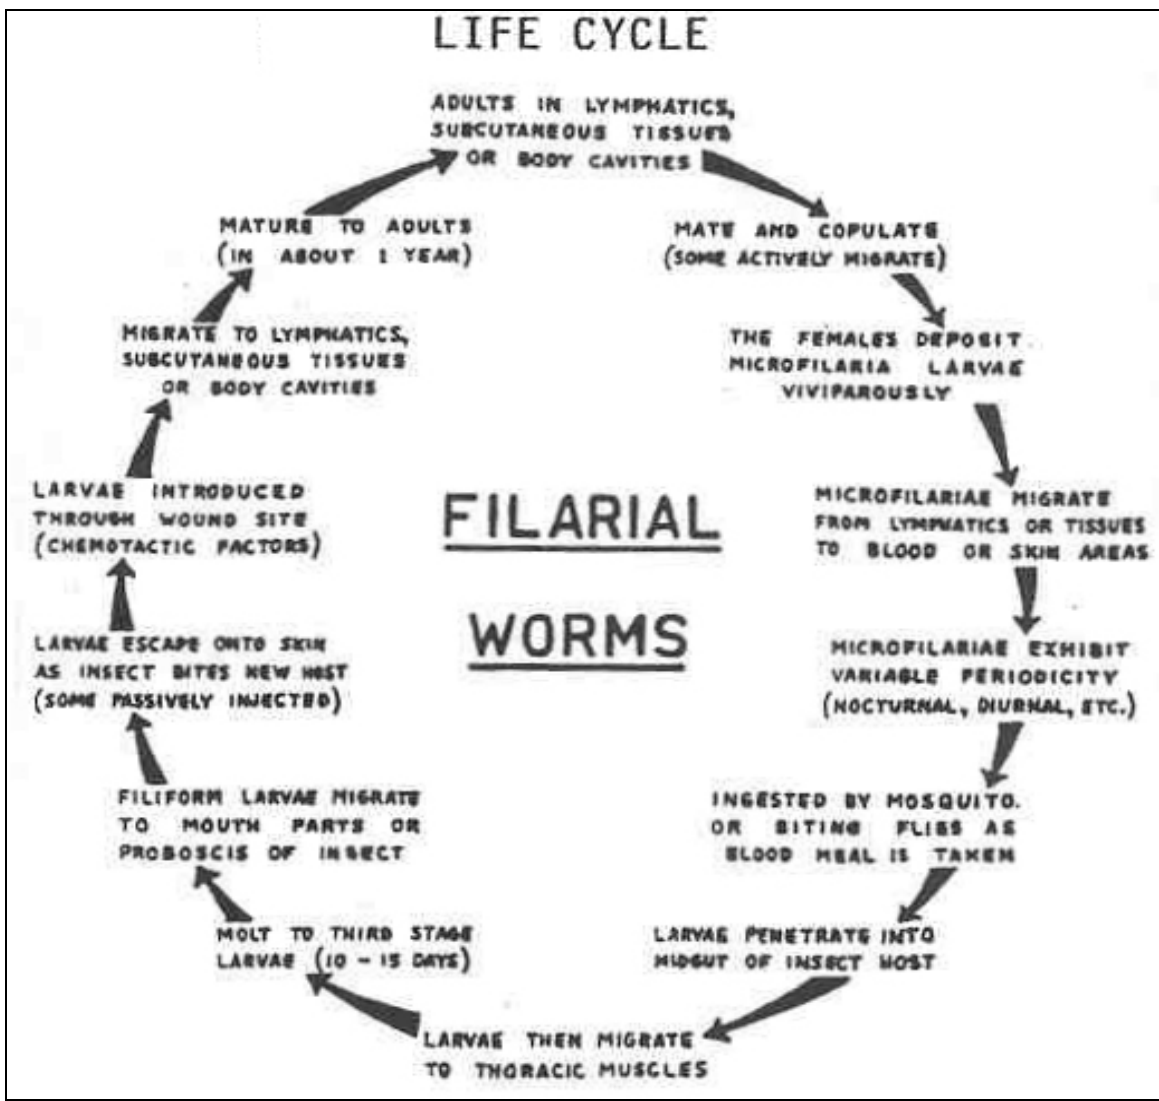 LIFE CYCLE
ADULTS IN LYMPHATICS,
SUBCUTANEOUS TISSUES
OR BODY CAVITIES
MATE AND COPULATE
(SOME ACTIVELY MIGRATE)
THE FEMALES DEPOSIT
MICROFILARIA LARVAE
VIVIPAROUSLY
MICROFILARIAE MIGRATE
FROM LYMPHATICS OR TISSUES
TO BLOOD OR SKIN AREAS
MICROFILARIAE EXHIBIT
VARIABLE PERIODICITY
(NOCTURNAL, DIURNAL, ETC.)
INGESTED BY MOSQUITO.
OR BITING FLIES AS
BLOOD MEAL IS TAKEN
LARVAE PENETRATE INTO
MIDGUT OF INSECT HOST
LARVAE THEN MIGRATE
TO THORACIC MUSCLES
MOLT TO THIRD STAGE
LARVAE (10 - 15 DAYS)
FILIFORM LARVAE MIGRATE
TO MOUTH PARTS OR
PROBOSCIS OF INSECT
LARVAE ESCAPE ONTO SKIN
AS INSECT BITES NEW HOST
(SOME PASSIVELY INJECTED)
LARVAE INTRODUCED
THROUGH WOUND SITE
(CHEMOTACTIC FACTORS)
MIGRATE TO LYMPHATICS,
SUBCUTANEOUS TISSUES
OR BODY CAVITIES
MATURE TO ADULTS
(IN ABOUT 1 YEAR)
FILARIAL
WORMS